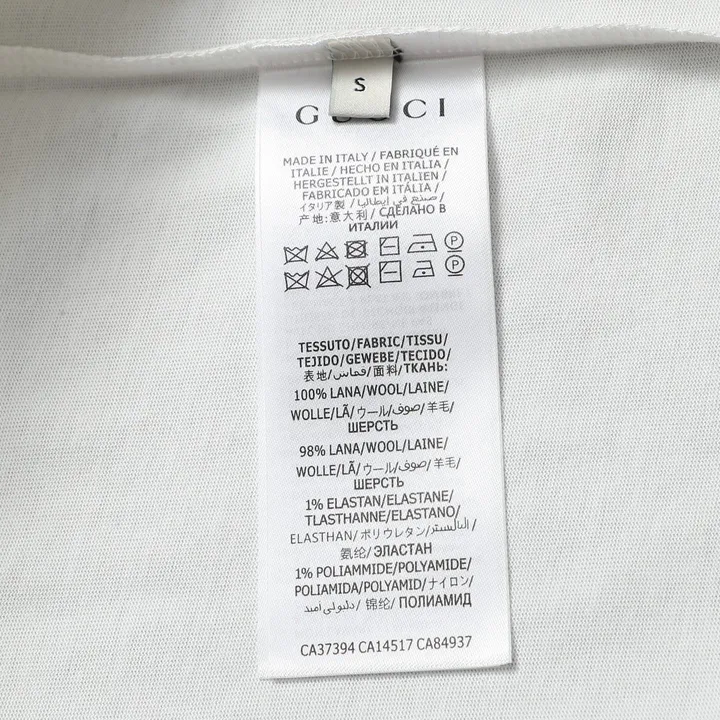 S
GUCCI
MADE IN ITALY / FABRIQUÉ EN
ITALIE / HECHO EN ITALIA /
HERGESTELLT IN ITALIEN /
FABRICADO EM ITÁLIA /
イタリア製 / صنع في إيطاليا /
产地:意大利 / СДЕЛАНО В
ИТАЛИИ
P
P
TESSUTO/FABRIC/TISSU/
TEJIDO/GEWEBE/TECIDO/
表地/قماش/面料/ТКАНЬ:
100% LANA/WOOL/LAINE/
WOLLE/LÃ/ウール/صوف/羊毛/
ШЕРСТЬ
98% LANA/WOOL/LAINE/
WOLLE/LÃ/ウール/صوف/羊毛/
ШЕРСТЬ
1% ELASTAN/ELASTANE/
TLASTHANNE/ELASTANO/
ELASTHAN/ポリウレタン/
氨纶/ЭЛАСТАН
1% POLIAMMIDE/POLYAMIDE/
POLIAMIDA/POLYAMID/ナイロン/
/锦纶/ ПОЛИАМИД
CA37394 CA14517 CA84937